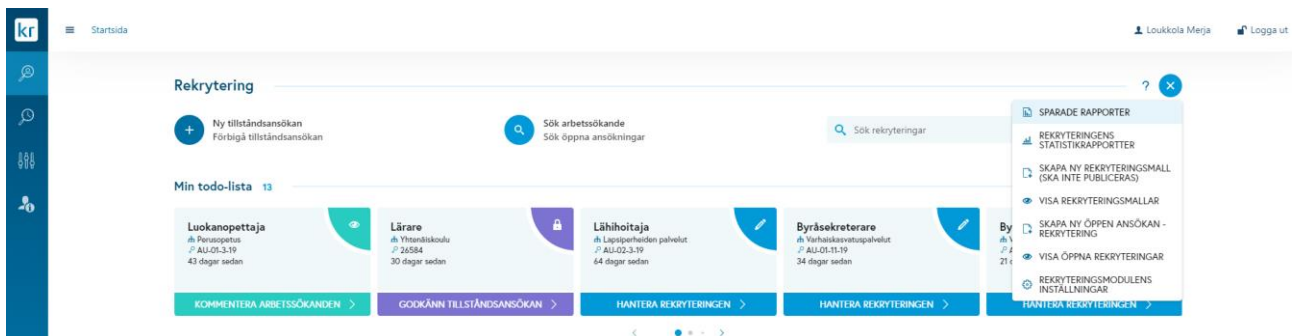 kr
Startsida
Loukkola Merja
Logga ut
Rekrytering
?
Ny tillståndsansökan
Förbigå tillståndsansökan
Sök arbetssökande
Sök öppna ansökningar
Sök rekryteringar
SPARADE RAPPORTER
REKRYTERINGENS
STATISTIKRAPPORTTER
SKAPA NY REKRYTERINGSMALL
(SKA INTE PUBLICERAS)
VISA REKRYTERINGSMALLAR
SKAPA NY ÖPPEN ANSÖKAN -
REKRYTERING
VISA ÖPPNA REKRYTERINGAR
REKRYTERINGSMODULENS
INSTÄLLNINGAR
Min todo-lista 13
Luokanopettaja
Perusopetus
AU-01-3-19
43 dagar sedan
KOMMENTERA ARBETSSÖKANDEN >
Lärare
Yhtenäiskoulu
26584
30 dagar sedan
GODKÄNN TILLSTÅNDSANSÖKAN >
Lähihoitaja
Lapsiperheiden palvelut
AU-02-3-19
64 dagar sedan
HANTERA REKRYTERINGEN >
Byråsekreterare
Varhaiskasvatuspalvelut
AU-01-11-19
34 dagar sedan
HANTERA REKRYTERINGEN >
By
21
HANTERA REKRYTERINGEN >